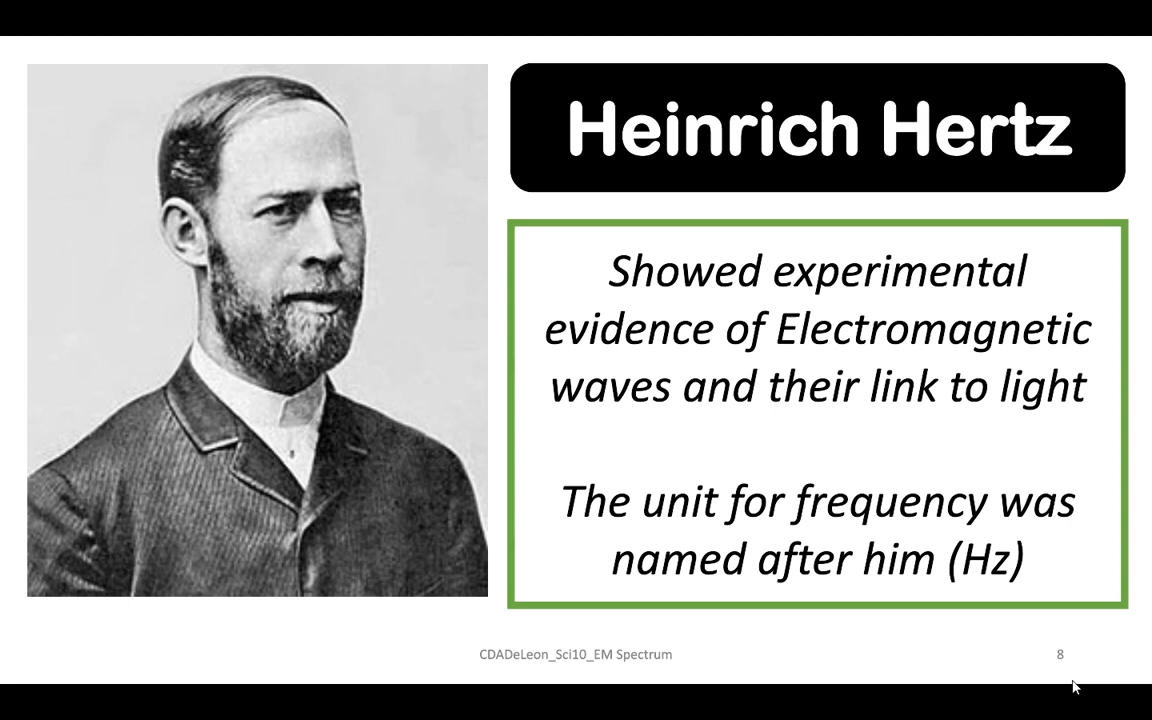 Heinrich Hertz
Showed experimental
evidence of Electromagnetic
waves and their link to light
The unit for frequency was
named after him (Hz)
CDADeLeon_Sci10_EM Spectrum
8